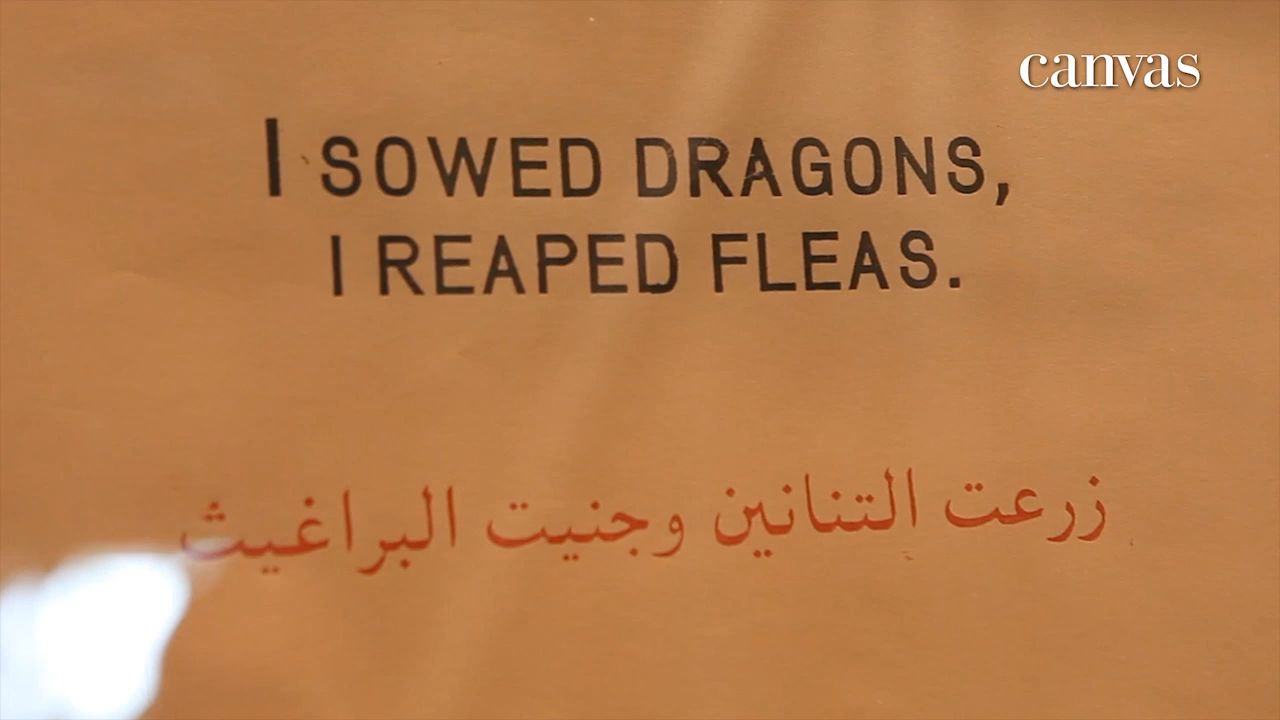 canvas
I SOWED DRAGONS,
I REAPED FLEAS.
زرعت التنانين وجنيت البراغيث